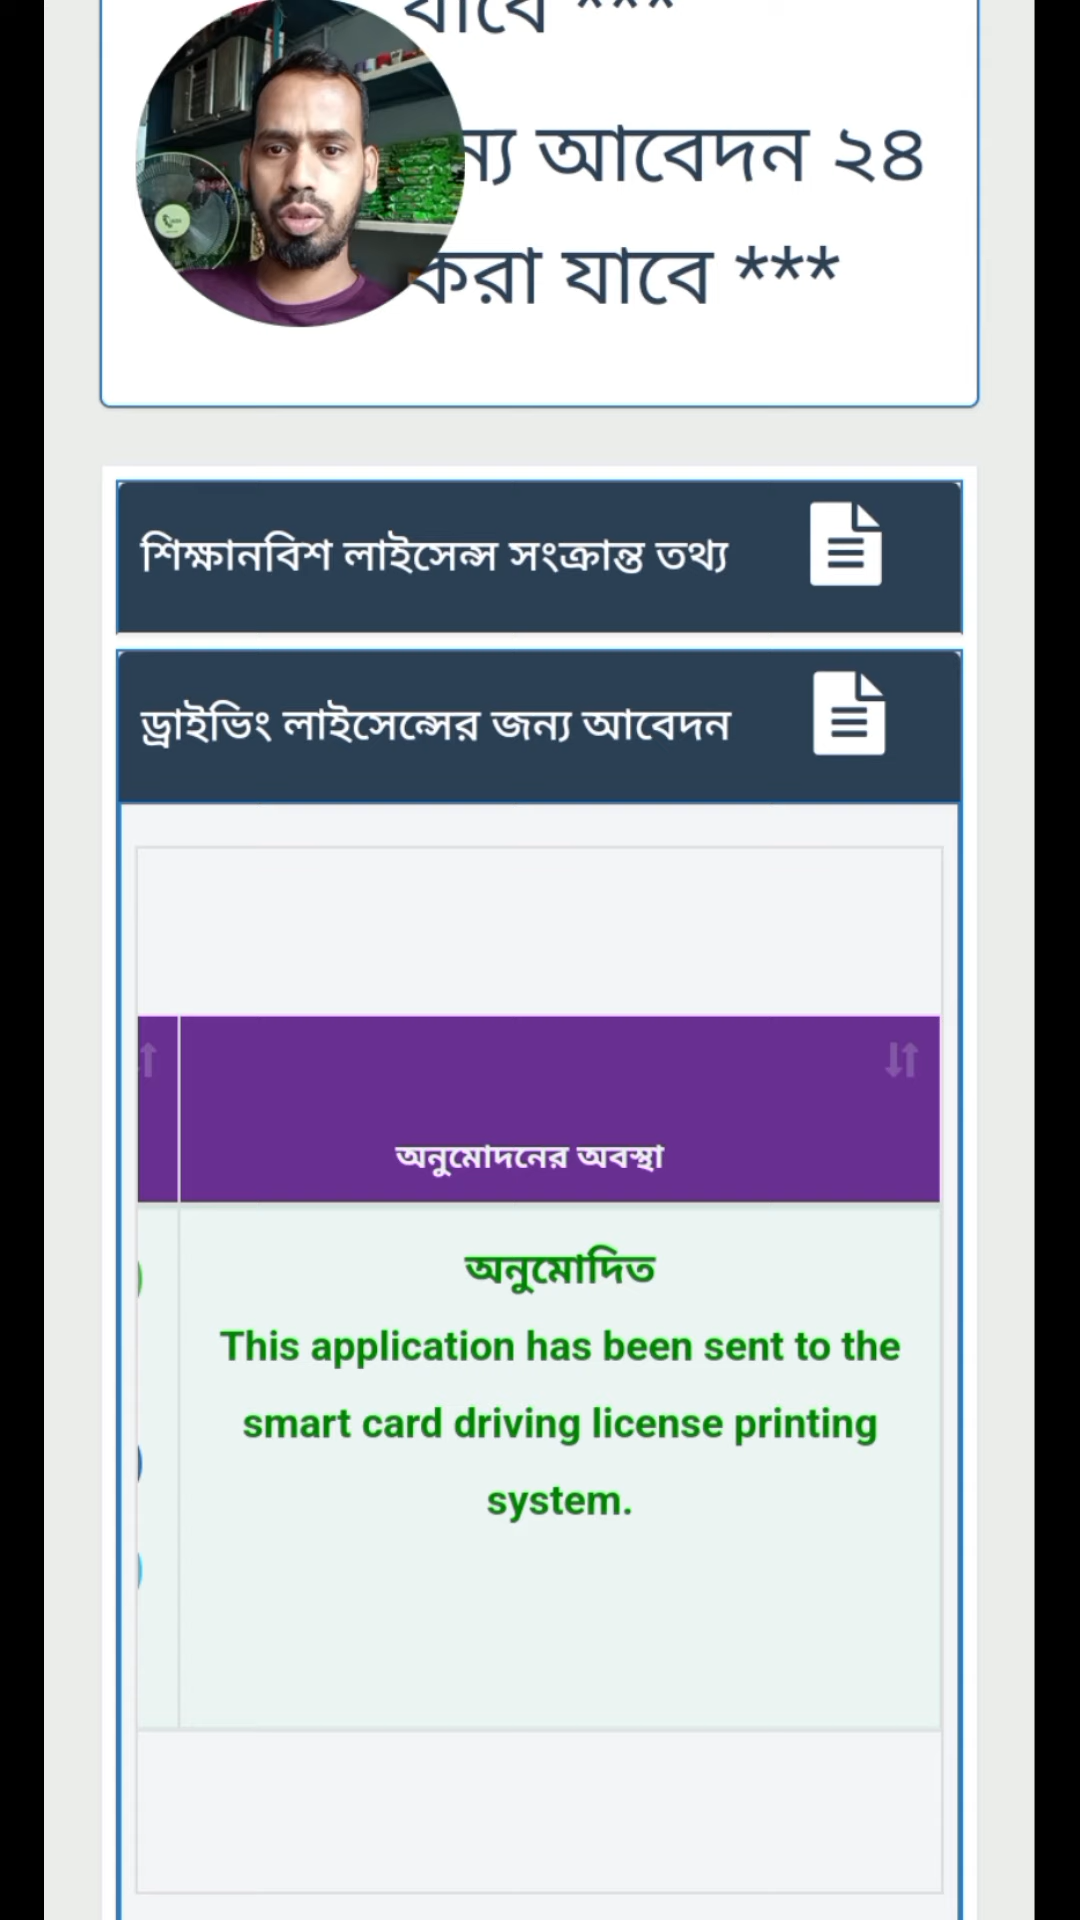 যাবে ***
ন্য আবেদন ২৪
করা যাবে ***
শিক্ষানবিশ লাইসেন্স সংক্রান্ত তথ্য
ড্রাইভিং লাইসেন্সের জন্য আবেদন
অনুমোদনের অবস্থা
অনুমোদিত
This application has been sent to the
smart card driving license printing
system.